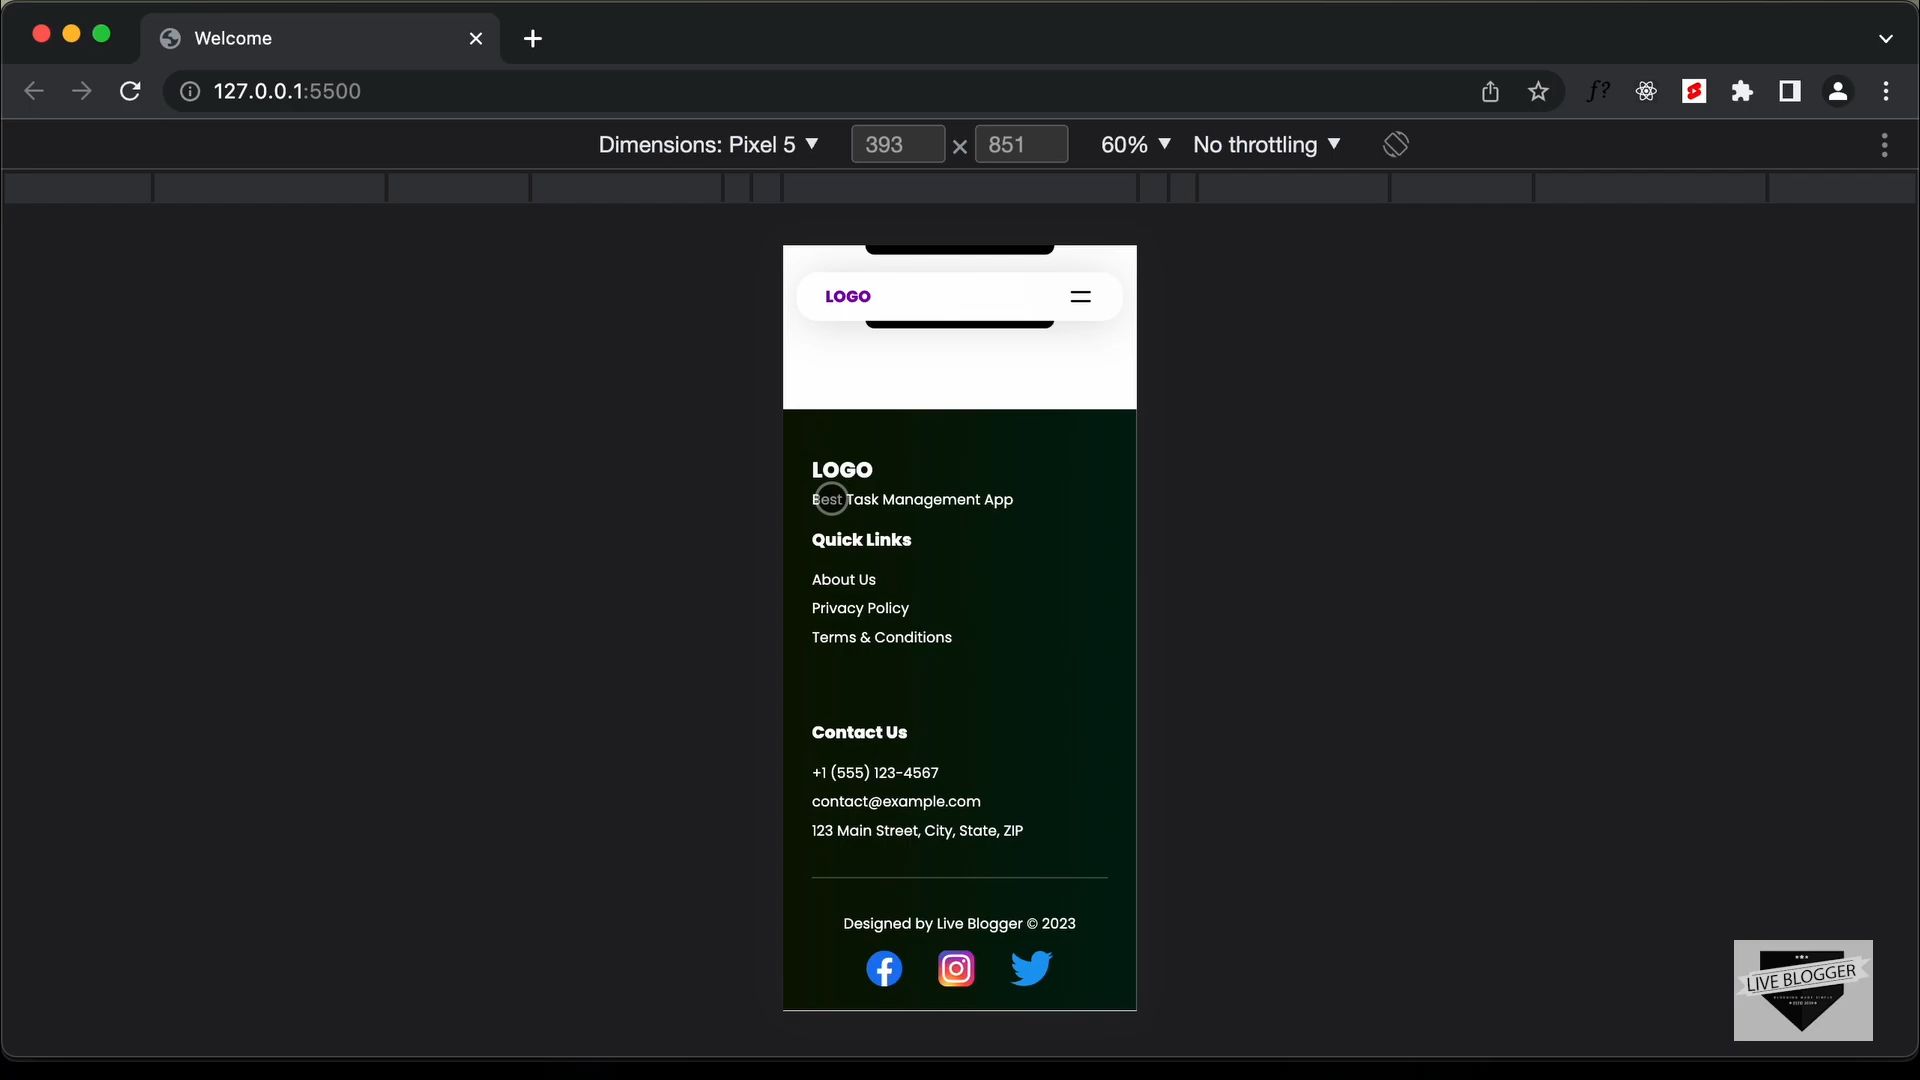 Welcome
127.0.0.1:5500
Dimensions: Pixel 5 393 × 851 60% No throttling
LOGO
LOGO
Best Task Management App
Quick Links
About Us
Privacy Policy
Terms & Conditions
Contact Us
+1 (555) 123-4567
contact@example.com
123 Main Street, City, State, ZIP
Designed by Live Blogger © 2023
LIVE BLOGGER